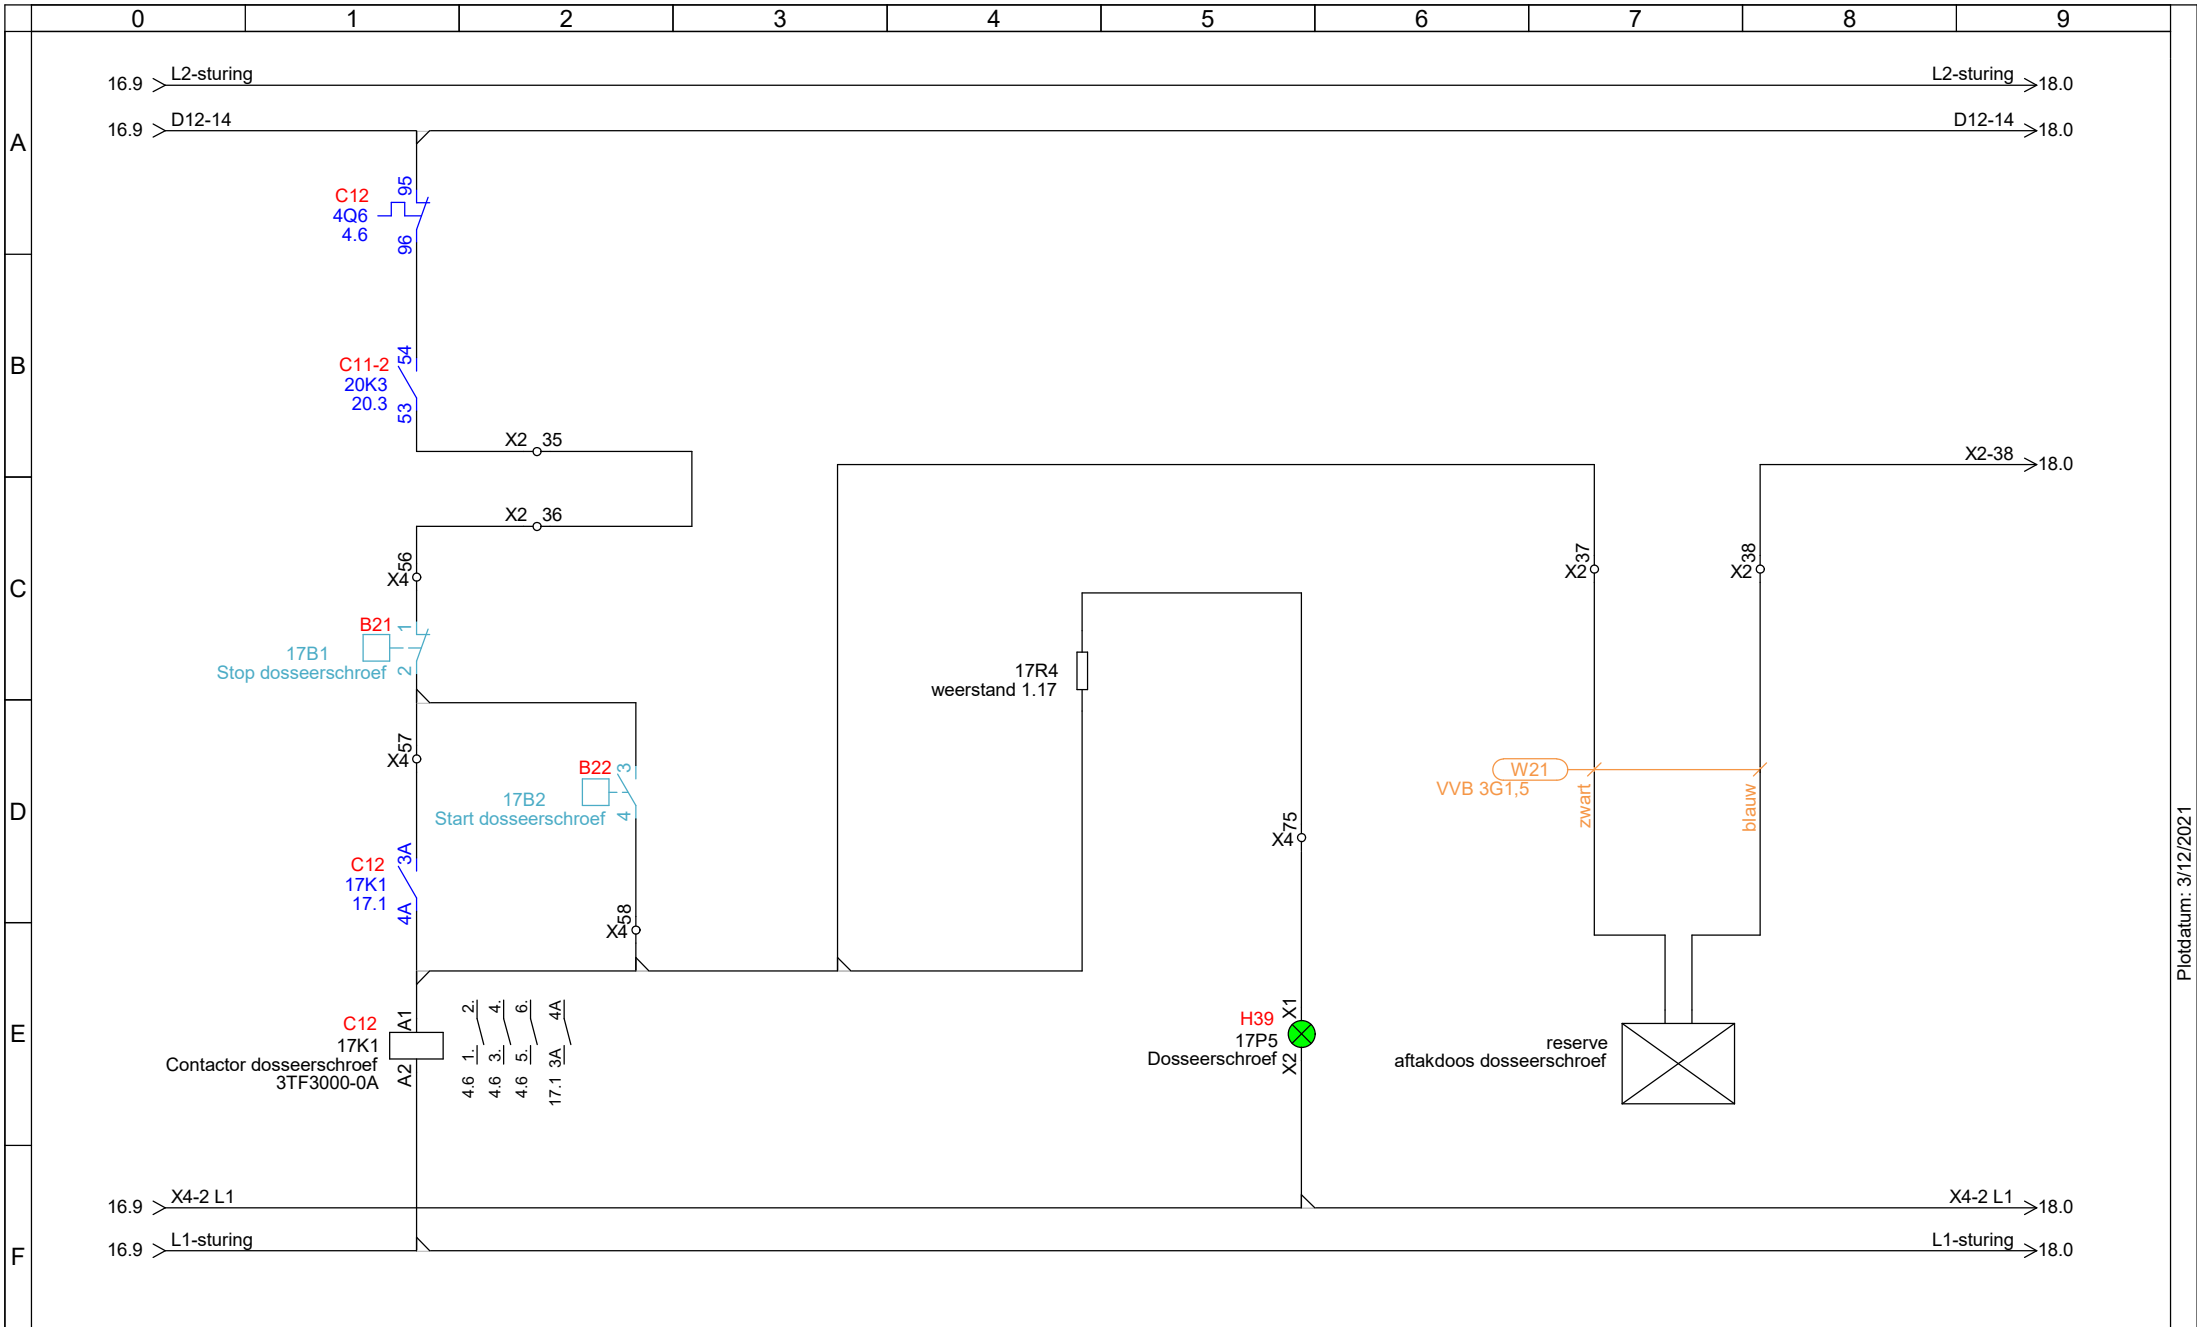 0 1 2 3 4 5 6 7 8 9
L2-sturing L2-sturing
16.9 18.0
D12-14 D12-14
16.9 18.0
A
95
C12
4Q6
4.6
96
B
54
C11-2
20K3
20.3
53
X2 35
X2-38
18.0
X2 36
C
X4 56
X2 37
X2 38
B21
1
17B1
Stop dosseerschroef
2
17R4
weerstand 1.17
X4 57
B22
3
17B2
Start dosseerschroef
4
W21
VVB 3G1,5
zwart
blauw
D
X4 75
C12
3A
17K1
17.1
4A
X4 58
Plotdatum: 3/12/2021
E
C12
A1
17K1
Contactor dosseerschroef
3TF3000-0A
A2
2. 4. 6. 4A
1. 3. 5. 3A
4.6 4.6 4.6 17.1
H39
X1
17P5
Dosseerschroef
X2
reserve
aftakdoos dosseerschroef
X4-2 L1 X4-2 L1
16.9 18.0
L1-sturing L1-sturing
16.9 18.0
F